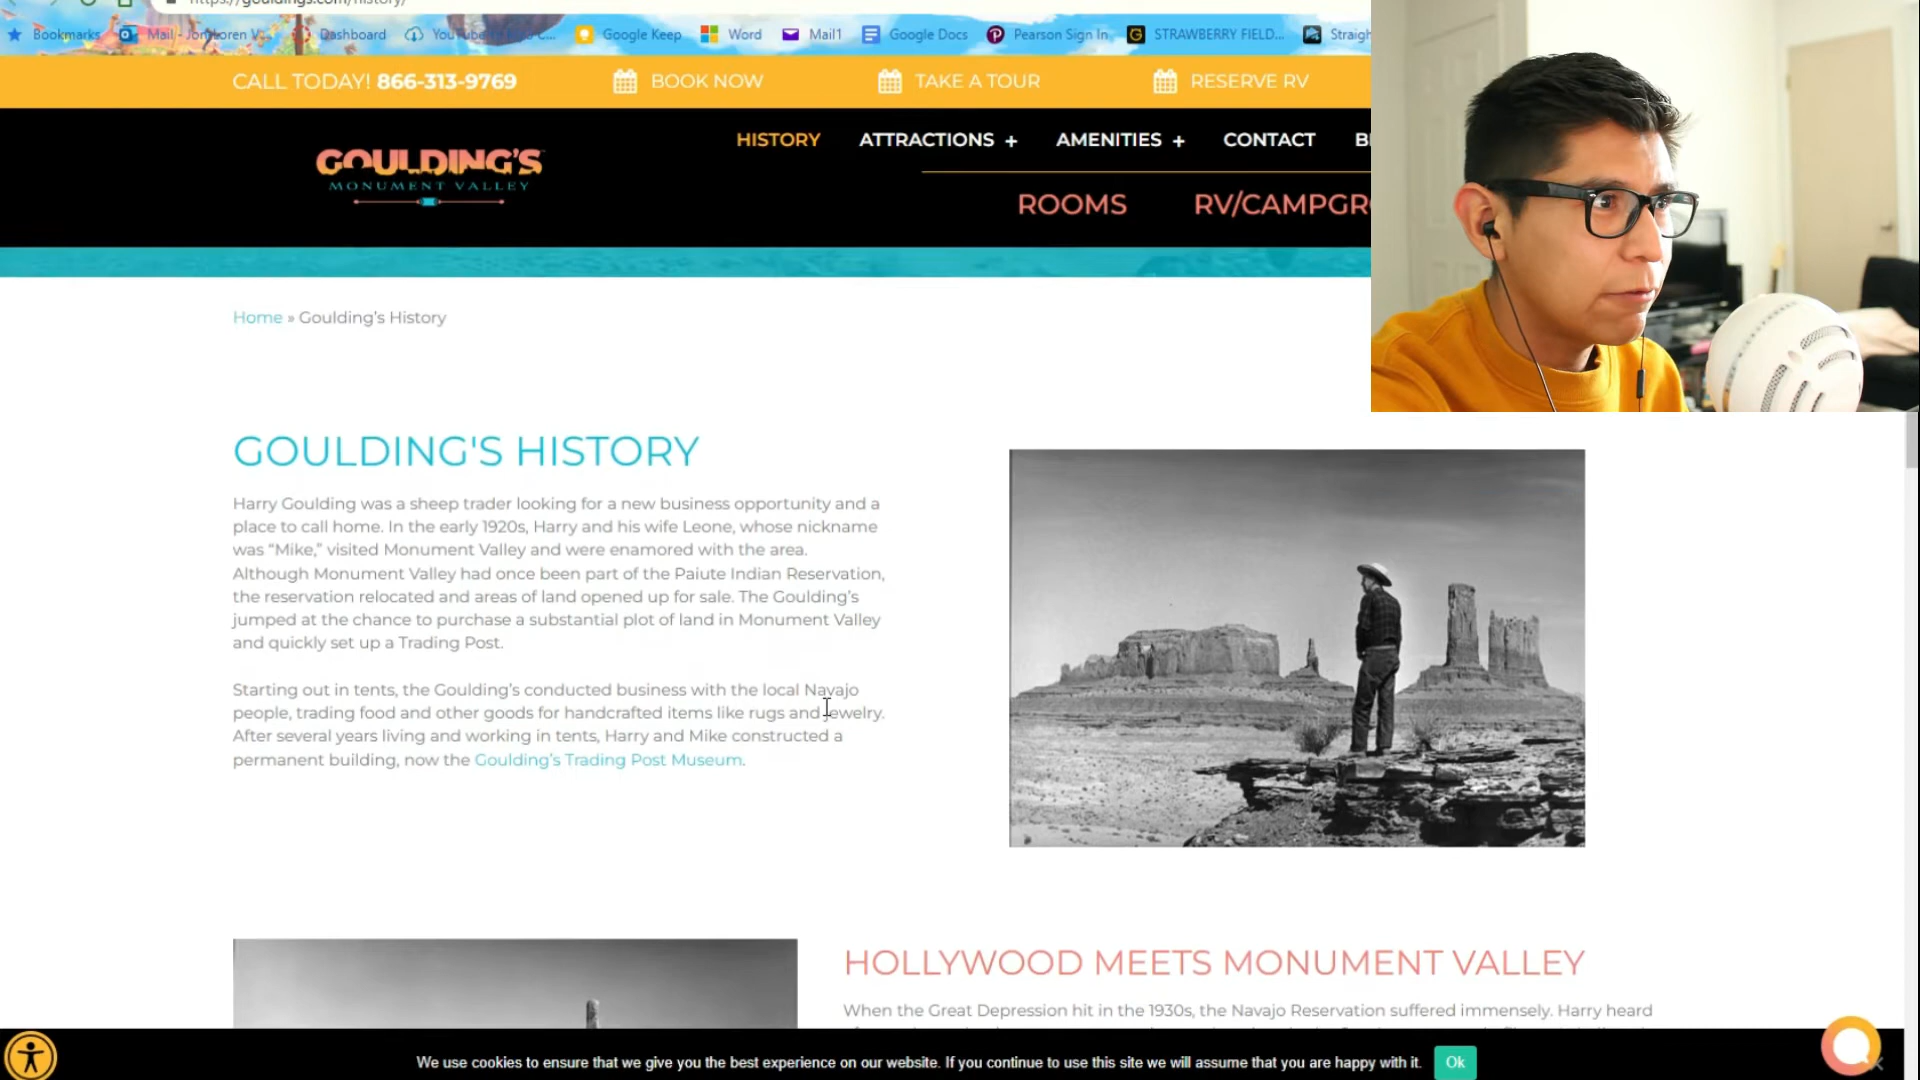 https://gouldings.com/history/
Bookmarks
Dashboard
Google Keep
Word
Mail1
Google Docs
Pearson Sign In
STRAWBERRY FIELD...
CALL TODAY! 866-313-9769
BOOK NOW
TAKE A TOUR
RESERVE RV
HISTORY
ATTRACTIONS +
AMENITIES +
CONTACT
GOULDING'S
MONUMENT VALLEY
ROOMS
Home » Goulding's History
GOULDING'S HISTORY
Harry Goulding was a sheep trader looking for a new business opportunity and a
place to call home. In the early 1920s, Harry and his wife Leone, whose nickname
was “Mike,” visited Monument Valley and were enamored with the area.
Although Monument Valley had once been part of the Paiute Indian Reservation,
the reservation relocated and areas of land opened up for sale. The Goulding’s
jumped at the chance to purchase a substantial plot of land in Monument Valley
and quickly set up a Trading Post.
Starting out in tents, the Goulding’s conducted business with the local Navajo
people, trading food and other goods for handcrafted items like rugs and jewelry.
After several years living and working in tents, Harry and Mike constructed a
permanent building, now the Goulding’s Trading Post Museum.
HOLLYWOOD MEETS MONUMENT VALLEY
When the Great Depression hit in the 1930s, the Navajo Reservation suffered immensely. Harry heard
We use cookies to ensure that we give you the best experience on our website. If you continue to use this site we will assume that you are happy with it.
Ok